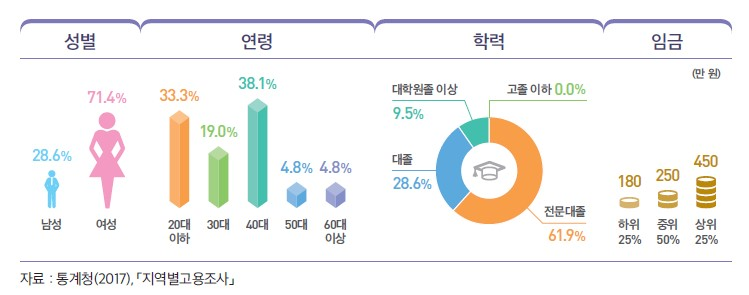 성별
연령
학력
임금
(만 원)
28.6%
71.4%
남성
여성
33.3%
19.0%
38.1%
4.8%
4.8%
20대
이하
30대
40대
50대
60대
이상
대학원졸 이상
9.5%
고졸 이하 0.0%
대졸
28.6%
전문대졸
61.9%
180
250
450
하위
25%
중위
50%
상위
25%
자료 : 통계청(2017), 「지역별고용조사」